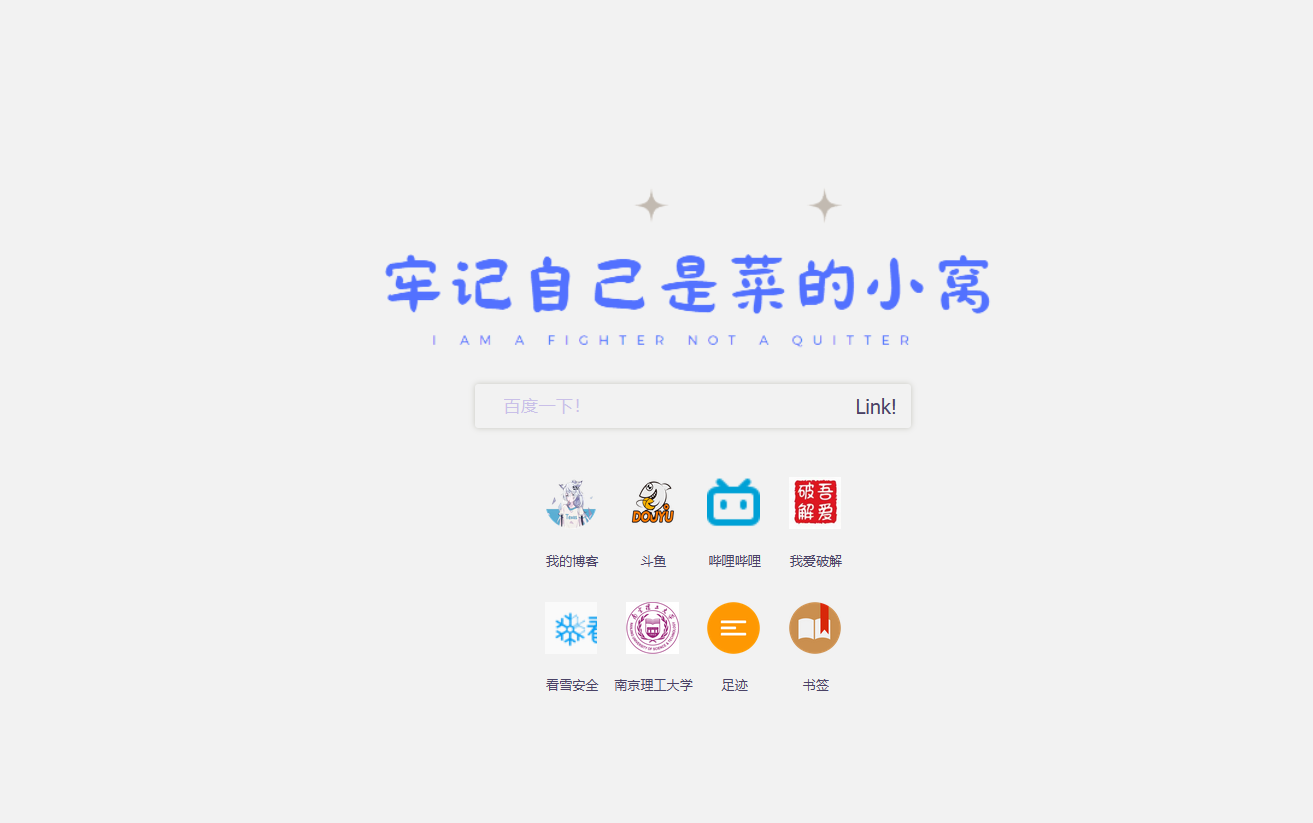 牢记自己是菜的小窝
I AM A FIGHTER NOT A QUITTER
百度一下! Link!
DOUYU 破解 吾爱
我的博客 斗鱼 哔哩哔哩 我爱破解
看
看雪安全 南京理工大学 足迹 书签